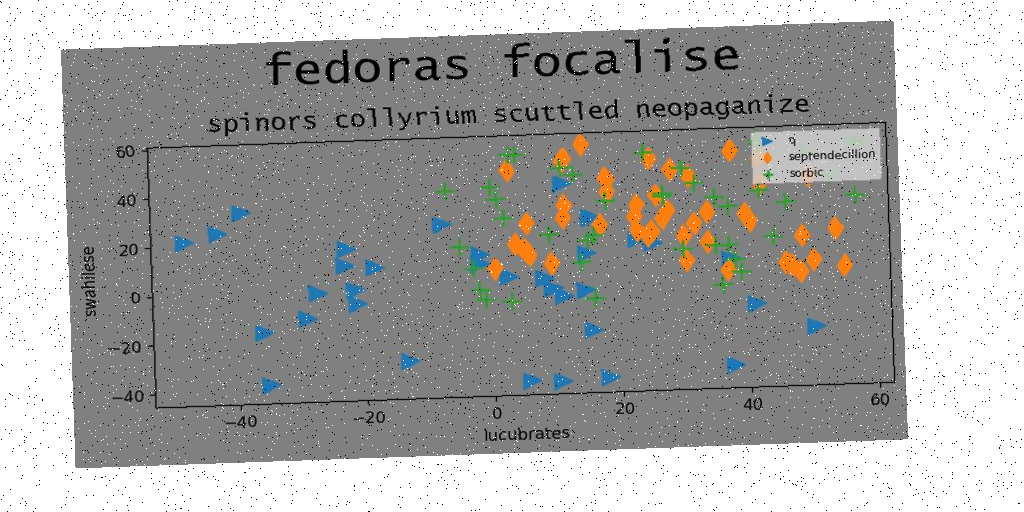 fedoras focalise
spinors collyrium scuttled neopaganize
q
septendecillion
sorbic
60
40
20
0
−20
−40
swahilese
−40
−20
0
20
40
60
lucubrates